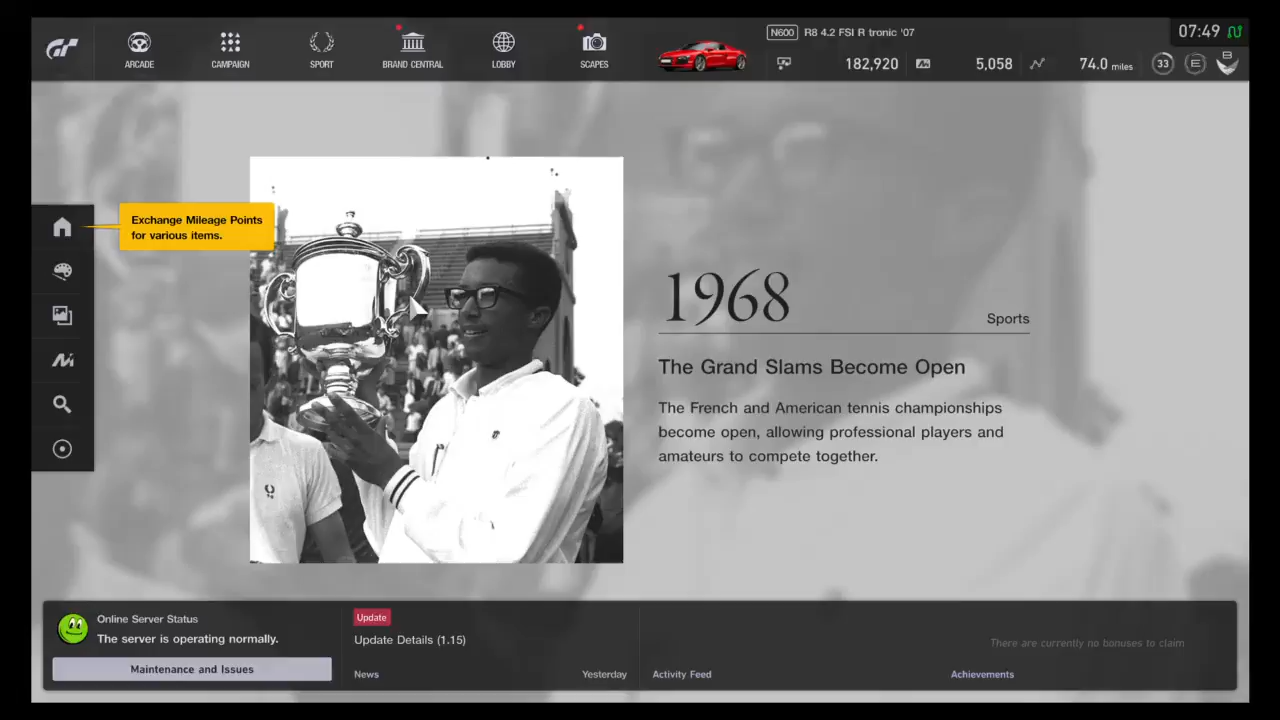 N600 R8 4.2 FSI R tronic '07
07:49
ARCADE
CAMPAIGN
SPORT
BRAND CENTRAL
LOBBY
SCAPES
182,920
5,058
74.0 miles
33
E
B
Exchange Mileage Points
for various items.
1968
Sports
The Grand Slams Become Open
The French and American tennis championships
become open, allowing professional players and
amateurs to compete together.
Online Server Status
The server is operating normally.
Maintenance and Issues
Update
Update Details (1.15)
News
Yesterday
There are currently no bonuses to claim
Activity Feed
Achievements